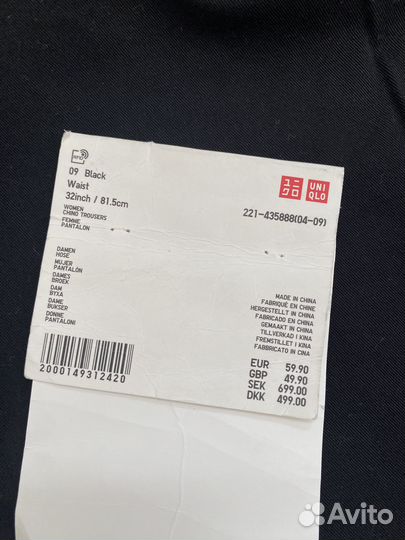 RFID
09 Black
Waist
32inch / 81.5cm
WOMEN
CHINO TROUSERS
FEMME
PANTALON
ユニクロ
UNIQLO
221-435888(04-09)
DAMEN
HOSE
MUJER
PANTALÓN
DAMES
BROEK
DAM
BYXA
DAME
BUKSER
DONNE
PANTALONI
MADE IN CHINA
FABRIQUÉ EN CHINE
HERGESTELLT IN CHINA
FABRICADO EN CHINA
GEMAAKT IN CHINA
TILLVERKAD I KINA
FREMSTILLET I KINA
FABBRICATO IN CINA
EUR 59.90
GBP 49.90
SEK 699.00
DKK 499.00
2000149312420
Avito